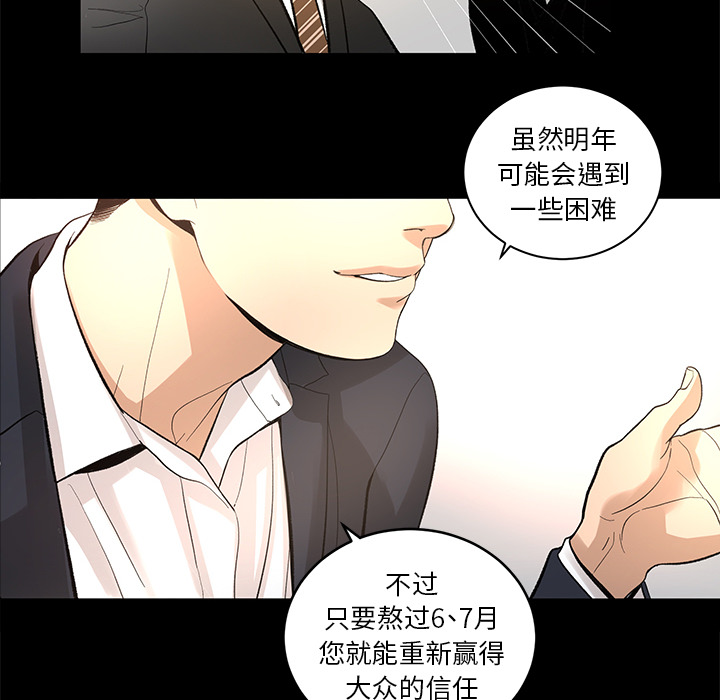 虽然明年
可能会遇到
一些困难
不过
只要熬过6、7月
您就能重新赢得
大众的信任